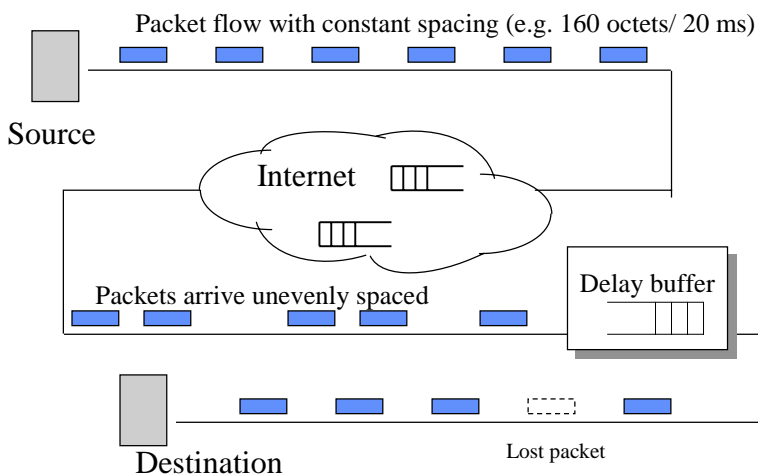 Packet flow with constant spacing (e.g. 160 octets/ 20 ms)
Source
Internet
Packets arrive unevenly spaced
Delay buffer
Lost packet
Destination